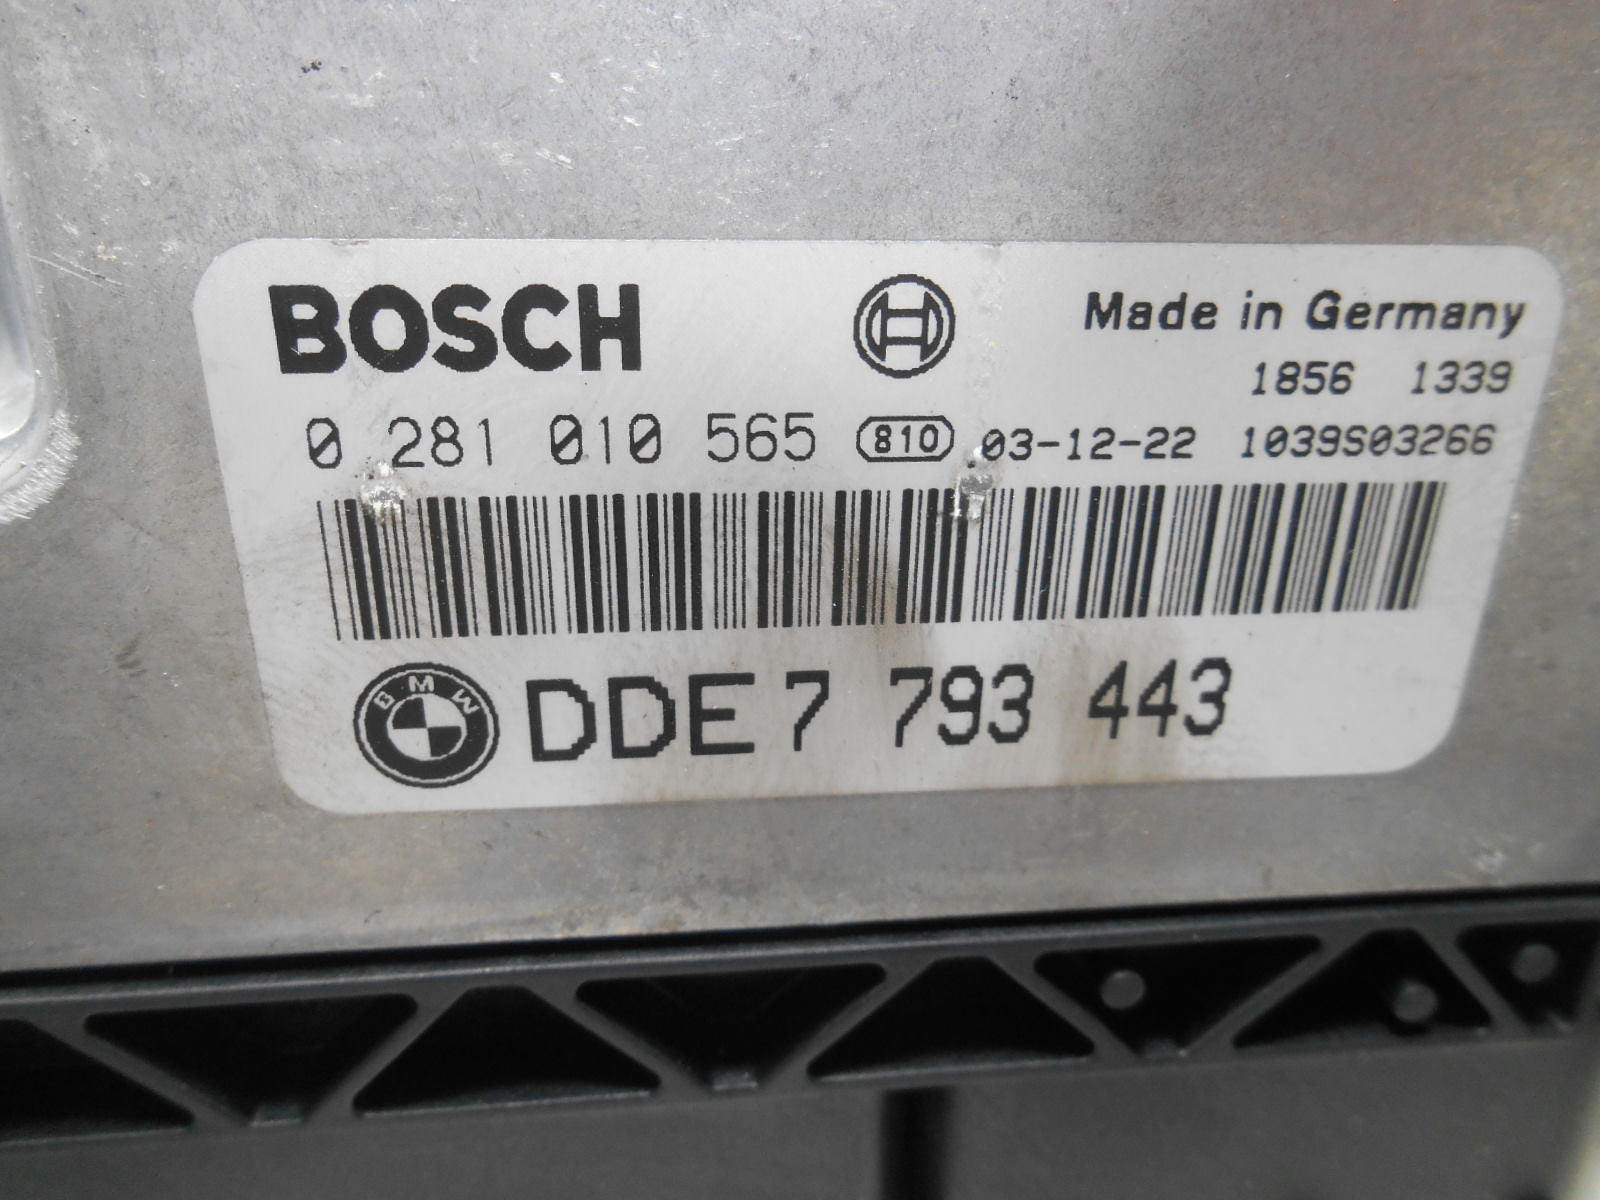 BOSCH
Made in Germany
1856 1339
0 281 010 565 810 03-12-22 1039S03266
BMW DDE 7 793 443